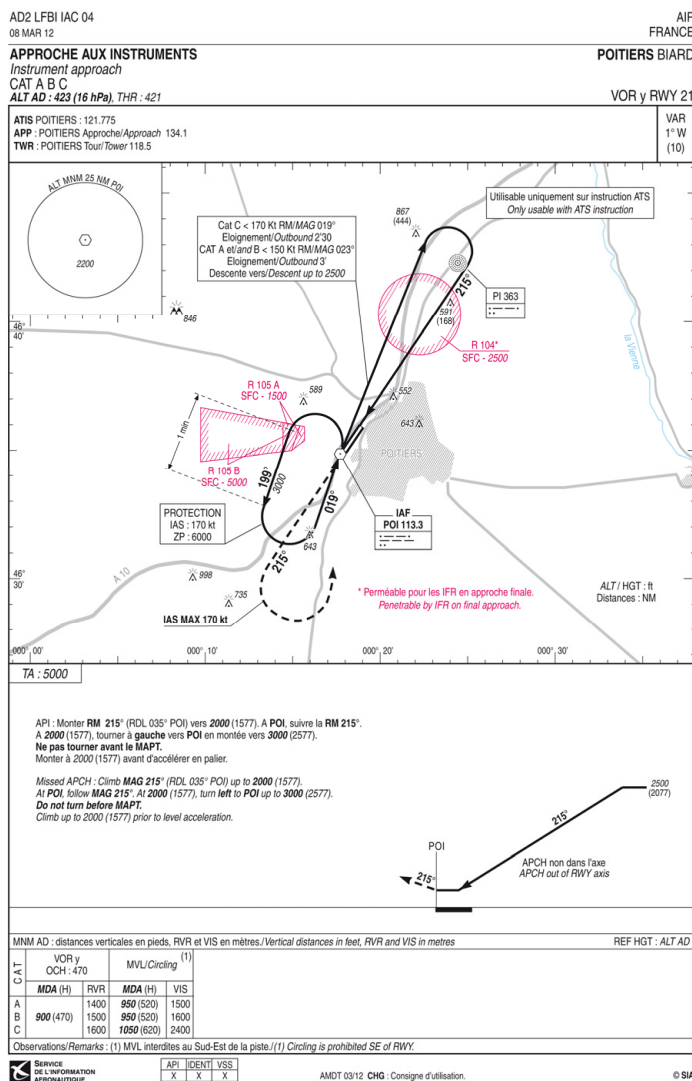 AD2 LFBI IAC 04
AIP
08 MAR 12
FRANCE
APPROCHE AUX INSTRUMENTS
POITIERS BIARD
Instrument approach
CAT A B C
ALT AD : 423 (16 hPa), THR : 421
VOR y RWY 21
ATIS POITIERS : 121.775
APP : POITIERS Approche/Approach 134.1
TWR : POITIERS Tour/Tower 118.5
VAR
1° W
(10)
ALT MNM 25 NM POI
2200
Cat C < 170 Kt RM/MAG 019°
Eloignement/Outbound 2'30
CAT A et/and B < 150 Kt RM/MAG 023°
Eloignement/Outbound 3'
Descente vers/Descent up to 2500
867
(444)
Utilisable uniquement sur instruction ATS
Only usable with ATS instruction
215°
PI 363
591
(168)
846
46°
40'
la Vienne
R 104*
SFC - 2500
R 105 A
SFC - 1500
589
552
643
1 min
POITIERS
R 105 B
SFC - 5000
199°
3000
019°
PROTECTION
IAS : 170 kt
ZP : 6000
IAF
POI 113.3
643
215°
998
46°
30'
A 10
735
* Perméable pour les IFR en approche finale.
Penetrable by IFR on final approach.
ALT / HGT : ft
Distances : NM
IAS MAX 170 kt
000° 00'
000° 10'
000° 20'
000° 30'
TA : 5000
API : Monter RM 215° (RDL 035° POI) vers 2000 (1577). A POI, suivre la RM 215°.
A 2000 (1577), tourner à gauche vers POI en montée vers 3000 (2577).
Ne pas tourner avant le MAPT.
Monter à 2000 (1577) avant d'accélérer en palier.
Missed APCH : Climb MAG 215° (RDL 035° POI) up to 2000 (1577).
At POI, follow MAG 215°. At 2000 (1577), turn left to POI up to 3000 (2577).
Do not turn before MAPT.
Climb up to 2000 (1577) prior to level acceleration.
2500
(2077)
215°
POI
APCH non dans l'axe
APCH out of RWY axis
215°
MNM AD : distances verticales en pieds, RVR et VIS en mètres./Vertical distances in feet, RVR and VIS in metres
REF HGT : ALT AD
CAT
VOR y
OCH : 470
MVL/Circling (1)
MDA (H) RVR MDA (H) VIS
A 1400 950 (520) 1500
B 900 (470) 1500 950 (520) 1600
C 1600 1050 (620) 2400
Observations/Remarks : (1) MVL interdites au Sud-Est de la piste./(1) Circling is prohibited SE of RWY.
SERVICE
DE L'INFORMATION
AERONAUTIQUE
API IDENT VSS
X X X
AMDT 03/12 CHG : Consigne d'utilisation.
© SIA